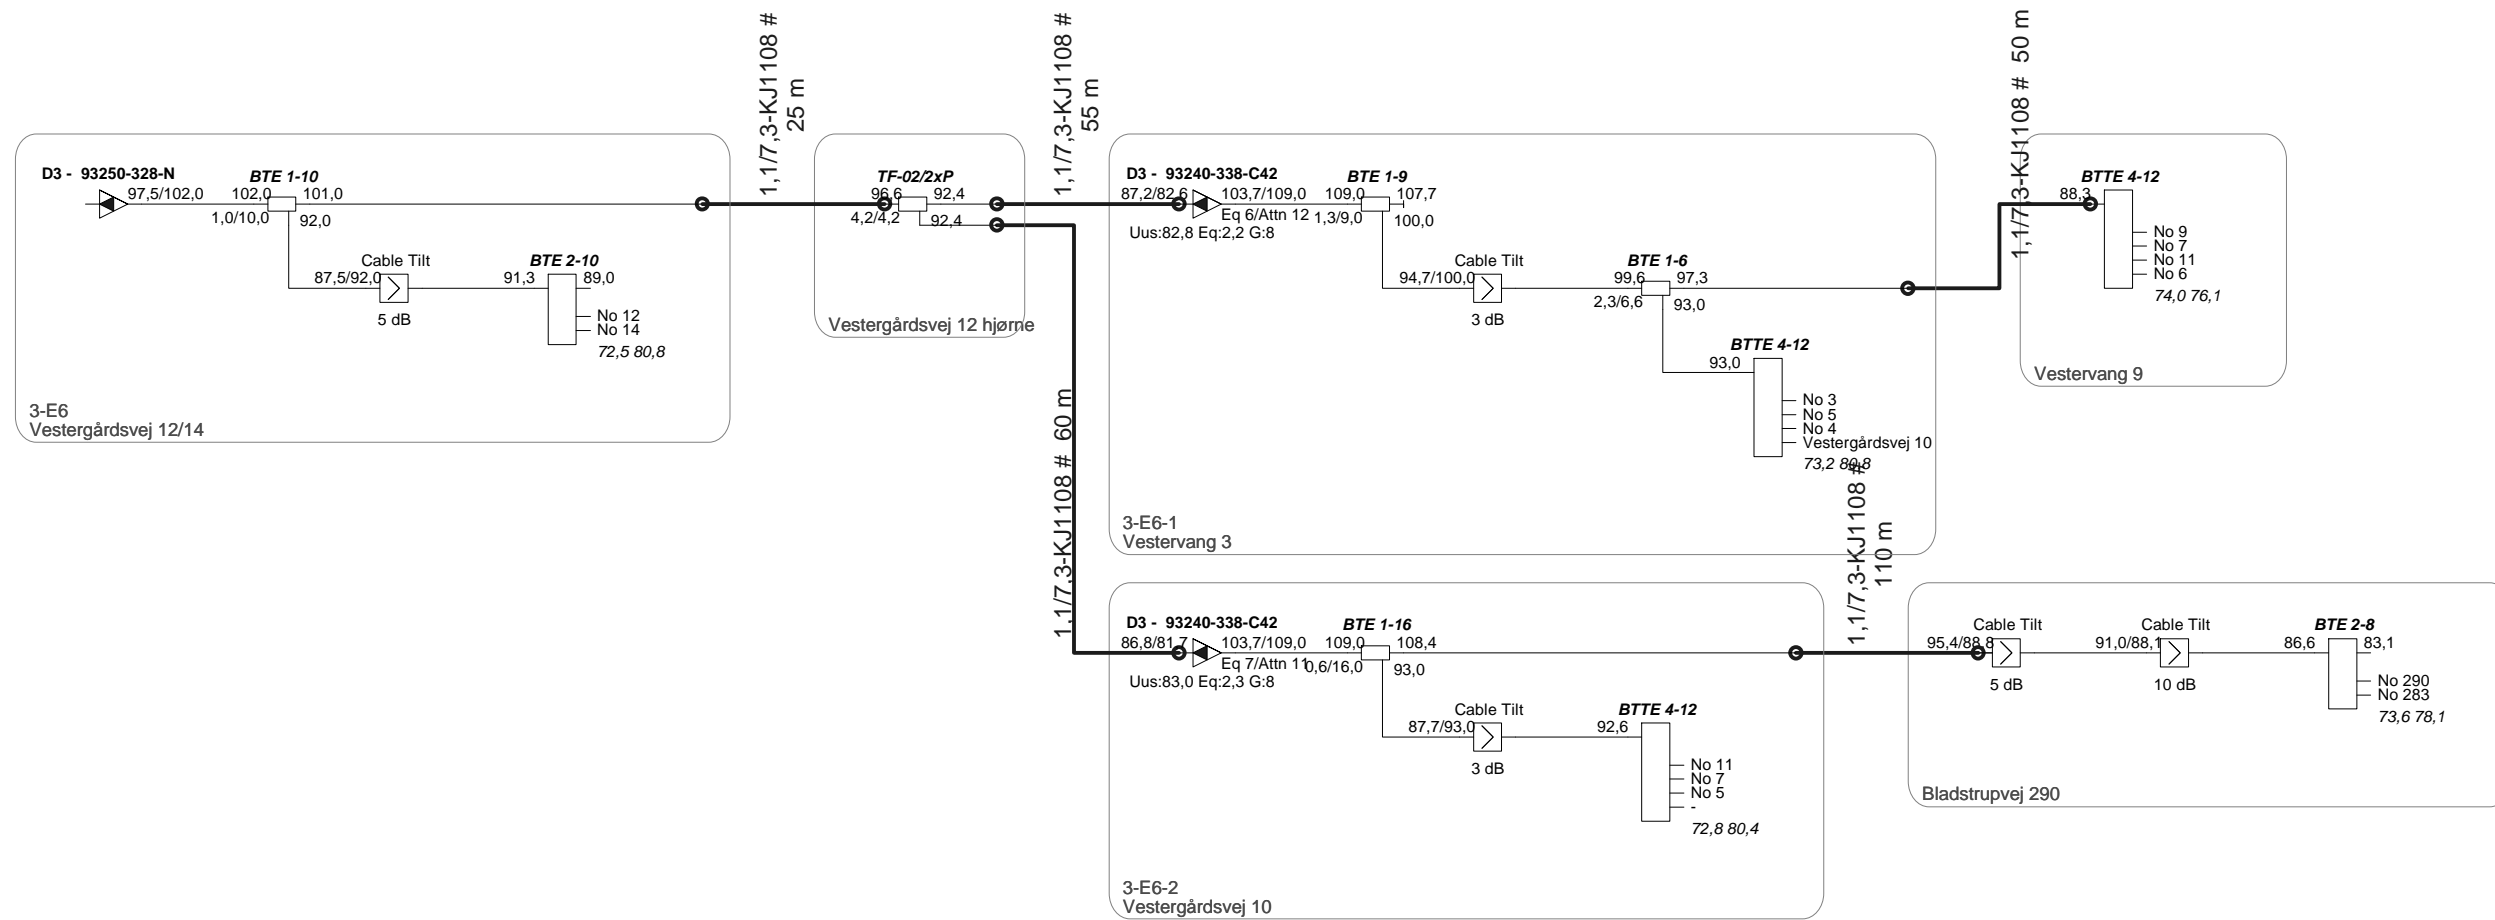 1,1/7,3-KJ1108 #
25 m
1,1/7,3-KJ1108 #
55 m
1,1/7,3-KJ1108 #  50 m
D3 -  93250-328-N
97,5/102,0
BTE 1-10
102,0
101,0
1,0/10,0
92,0
Cable Tilt
87,5/92,0
5 dB
BTE 2-10
91,3
89,0
No 12
No 14
72,5 80,8
3-E6
Vestergårdsvej 12/14
TF-02/2xP
96,6
92,4
4,2/4,2
92,4
Vestergårdsvej 12 hjørne
D3 -  93240-338-C42
87,2/82,6
103,7/109,0
Eq 6/Attn 12
Uus:82,8 Eq:2,2 G:8
BTE 1-9
109,0
107,7
1,3/9,0
100,0
Cable Tilt
94,7/100,0
3 dB
BTE 1-6
99,6
97,3
2,3/6,6
93,0
BTTE 4-12
93,0
No 3
No 5
No 4
Vestergårdsvej 10
73,2 80,8
3-E6-1
Vestervang 3
BTTE 4-12
88,3
No 9
No 7
No 11
No 6
74,0 76,1
Vestervang 9
1,1/7,3-KJ1108 #  60 m
1,1/7,3-KJ1108 #
110 m
D3 -  93240-338-C42
86,8/81,7
103,7/109,0
Eq 7/Attn 11
Uus:83,0 Eq:2,3 G:8
BTE 1-16
109,0
108,4
0,6/16,0
93,0
Cable Tilt
87,7/93,0
3 dB
BTTE 4-12
92,6
No 11
No 7
No 5
-
72,8 80,4
3-E6-2
Vestergårdsvej 10
Cable Tilt
95,4/88,8
5 dB
Cable Tilt
91,0/88,1
10 dB
BTE 2-8
86,6
83,1
No 290
No 283
73,6 78,1
Bladstrupvej 290